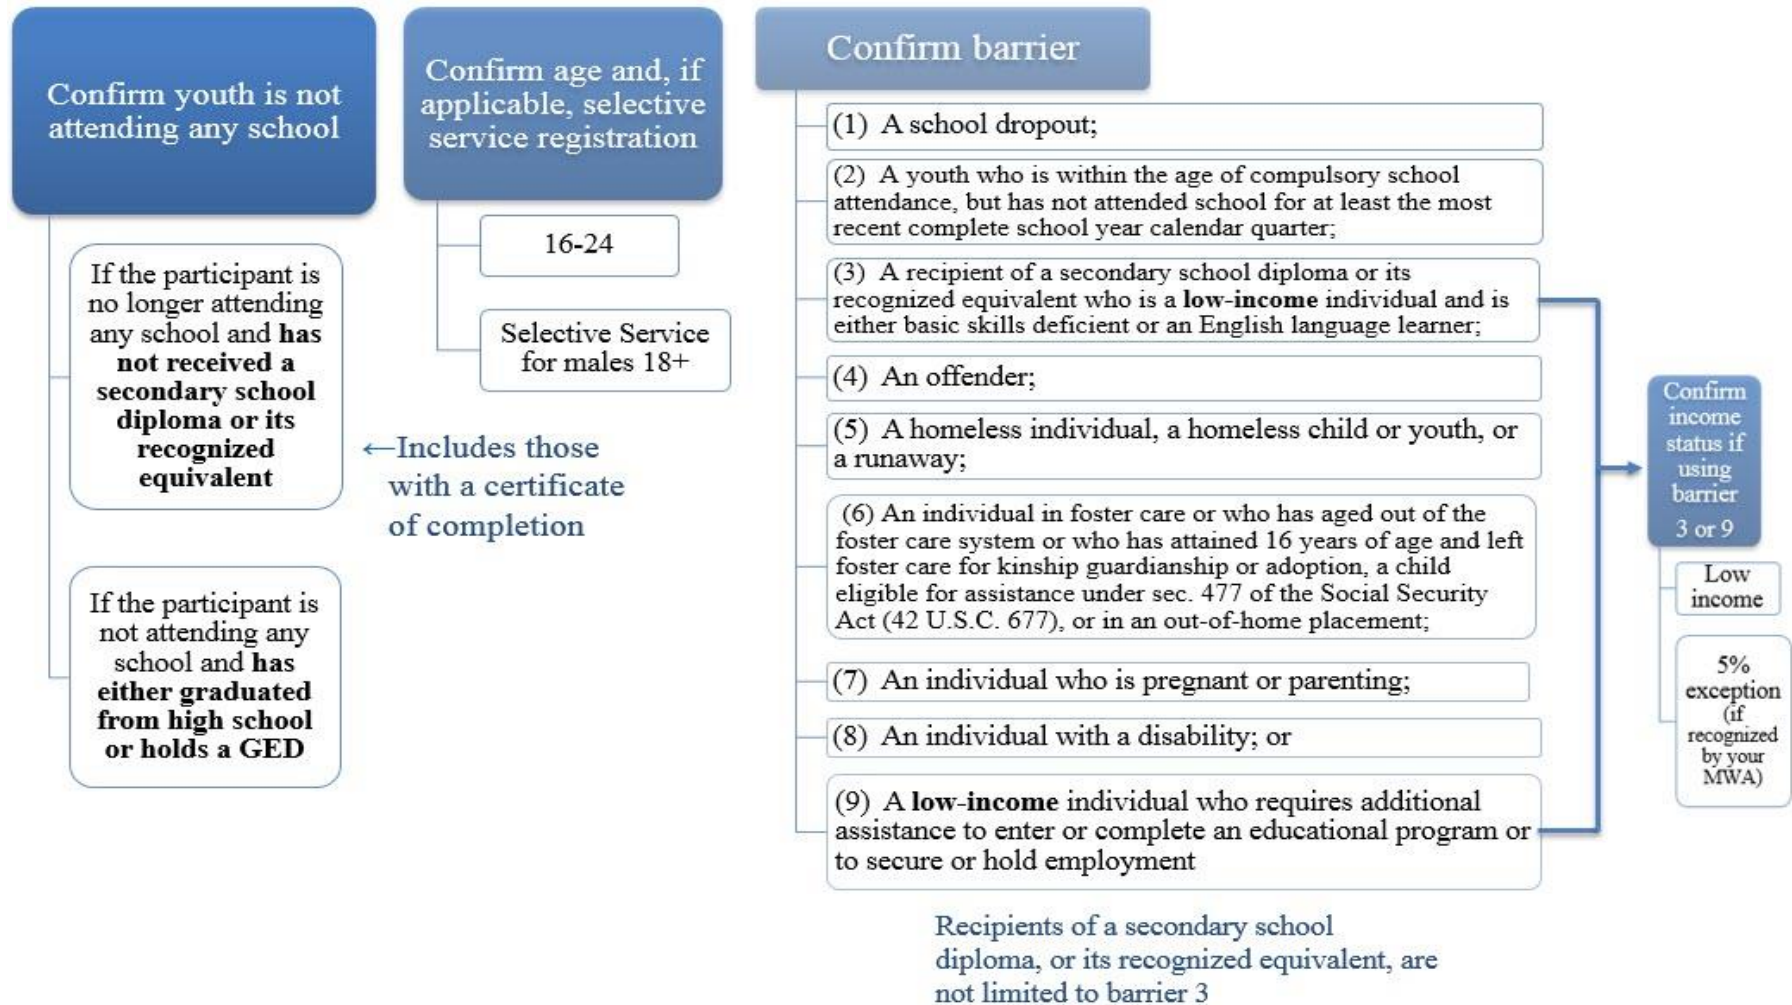 Confirm youth is not
attending any school
If the participant is
no longer attending
any school and has
not received a
secondary school
diploma or its
recognized
equivalent
If the participant is
not attending any
school and has
either graduated
from high school
or holds a GED
Confirm age and, if
applicable, selective
service registration
16-24
Selective Service
for males 18+
←Includes those
with a certificate
of completion
Confirm barrier
(1) A school dropout;
(2) A youth who is within the age of compulsory school
attendance, but has not attended school for at least the most
recent complete school year calendar quarter;
(3) A recipient of a secondary school diploma or its
recognized equivalent who is a low-income individual and is
either basic skills deficient or an English language learner;
(4) An offender;
(5) A homeless individual, a homeless child or youth, or
a runaway;
(6) An individual in foster care or who has aged out of the
foster care system or who has attained 16 years of age and left
foster care for kinship guardianship or adoption, a child
eligible for assistance under sec. 477 of the Social Security
Act (42 U.S.C. 677), or in an out-of-home placement;
(7) An individual who is pregnant or parenting;
(8) An individual with a disability; or
(9) A low-income individual who requires additional
assistance to enter or complete an educational program or
to secure or hold employment
Recipients of a secondary school
diploma, or its recognized equivalent, are
not limited to barrier 3
Confirm
income
status if
using
barrier
3 or 9
Low
income
5%
exception
(if
recognized
by your
MWA)